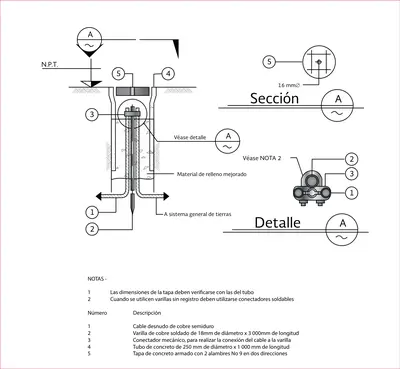 A
N.P.T.
5
4
3
Véase detalle
A
Material de relleno mejorado
A sistema general de tierras
1
2
5
16 mm∅
Sección
A
Véase NOTA 2
2
3
1
Detalle
A
NOTAS -
1 Las dimensiones de la tapa deben verificarse con las del tubo
2 Cuando se utilicen varillas sin registro deben utilizarse conectadores soldables
Número Descripción
1 Cable desnudo de cobre semiduro
2 Varilla de cobre soldado de 18mm de diámetro x 3 000mm de longitud
3 Conectador mecánico, para realizar la conexión del cable a la varilla
4 Tubo de concreto de 250 mm de diámetro x 1 000 mm de longitud
5 Tapa de concreto armado con 2 alambres No 9 en dos direcciones